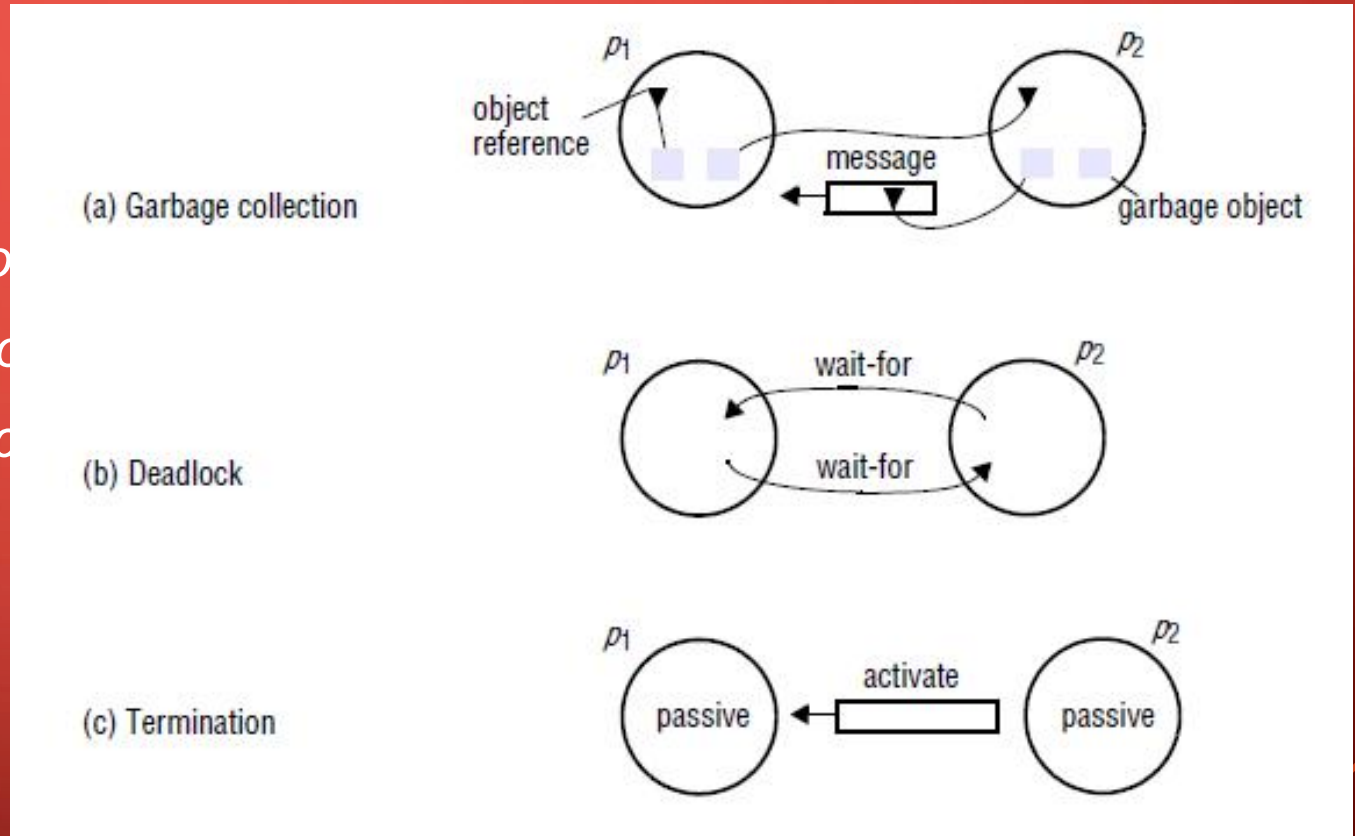 p1
p2
object
reference
message
garbage object
(a) Garbage collection
p1
wait-for
p2
wait-for
(b) Deadlock
p1
p2
activate
passive
passive
(c) Termination